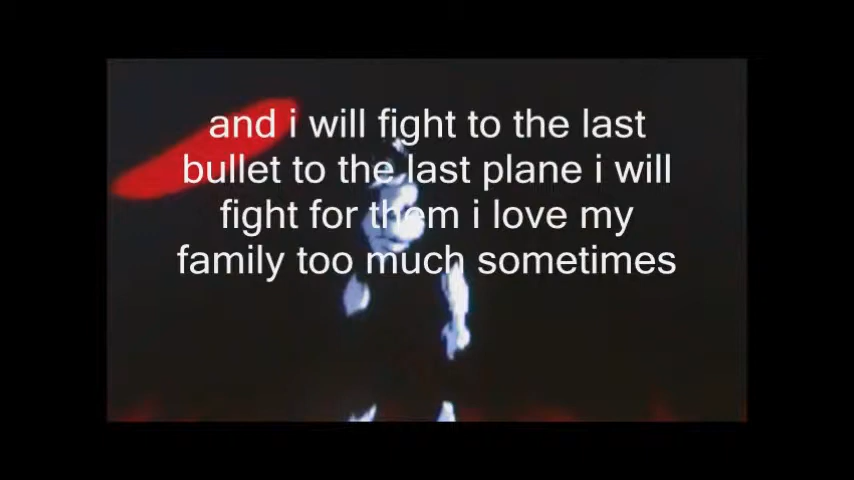 and i will fight to the last
bullet to the last plane i will
fight for them i love my
family too much sometimes